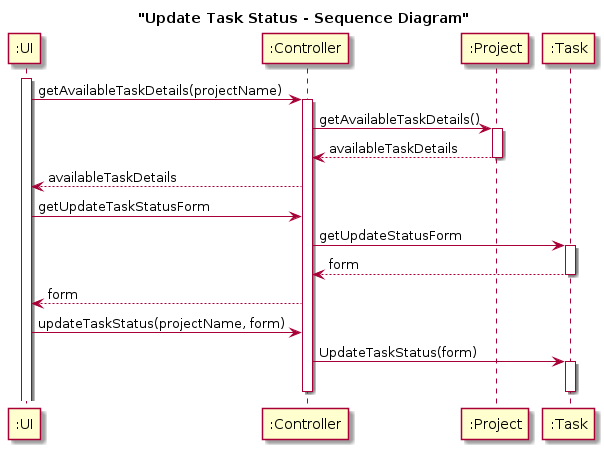 "Update Task Status - Sequence Diagram"
:UI
:Controller
:Project
:Task
getAvailableTaskDetails(projectName)
getAvailableTaskDetails()
availableTaskDetails
availableTaskDetails
getUpdateTaskStatusForm
getUpdateStatusForm
form
form
updateTaskStatus(projectName, form)
UpdateTaskStatus(form)
:UI
:Controller
:Project
:Task